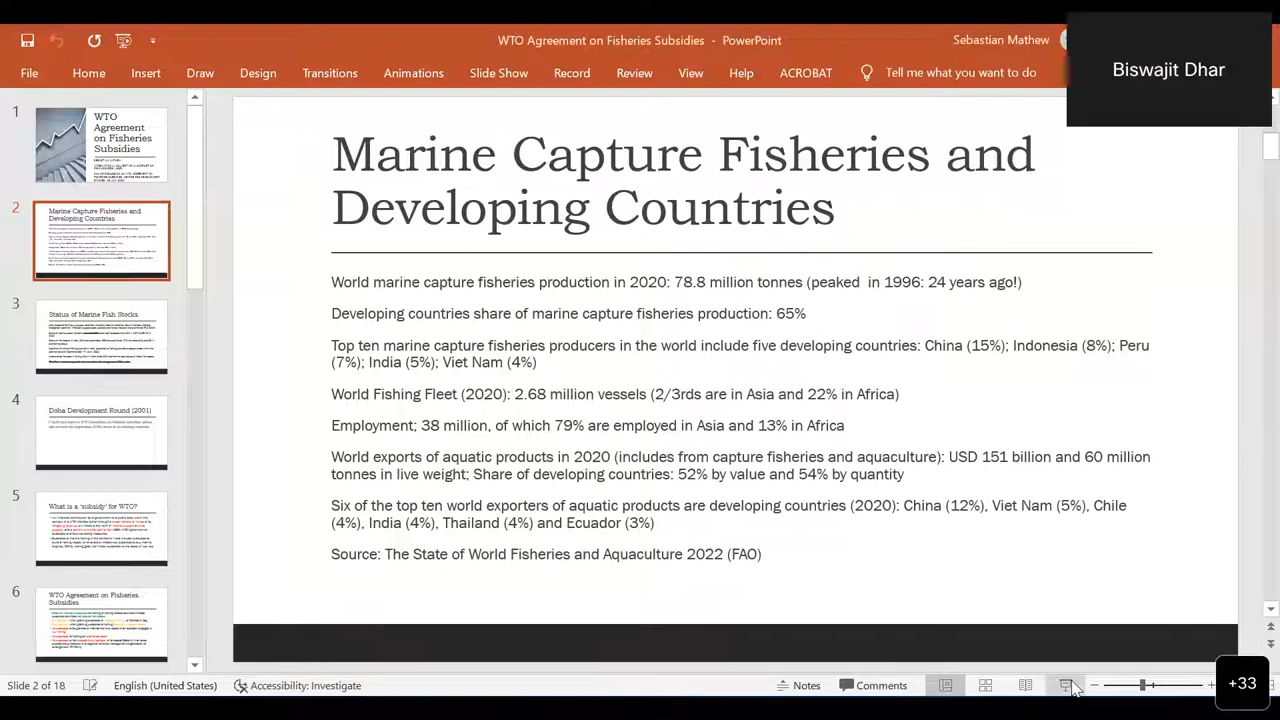 WTO Agreement on Fisheries Subsidies - PowerPoint
Sebastian Mathew
Biswajit Dhar
File Home Insert Draw Design Transitions Animations Slide Show Record Review View Help ACROBAT Tell me what you want to do
1
WTO
Agreement
on Fisheries
Subsidies
2
Marine Capture Fisheries and
Developing Countries
3
Status of Marine Fish Stocks
4
Doha Development Round (2001)
5
What is a 'subsidy' for WTO?
6
WTO Agreement on Fisheries
Subsidies
Marine Capture Fisheries and
Developing Countries
World marine capture fisheries production in 2020: 78.8 million tonnes (peaked in 1996: 24 years ago!)
Developing countries share of marine capture fisheries production: 65%
Top ten marine capture fisheries producers in the world include five developing countries: China (15%); Indonesia (8%); Peru
(7%); India (5%); Viet Nam (4%)
World Fishing Fleet (2020): 2.68 million vessels (2/3rds are in Asia and 22% in Africa)
Employment; 38 million, of which 79% are employed in Asia and 13% in Africa
World exports of aquatic products in 2020 (includes from capture fisheries and aquaculture): USD 151 billion and 60 million
tonnes in live weight; Share of developing countries: 52% by value and 54% by quantity
Six of the top ten world exporters of aquatic products are developing countries (2020): China (12%), Viet Nam (5%), Chile
(4%), India (4%), Thailand (4%) and Ecuador (3%)
Source: The State of World Fisheries and Aquaculture 2022 (FAO)
Slide 2 of 18 English (United States) Accessibility: Investigate Notes Comments
+33